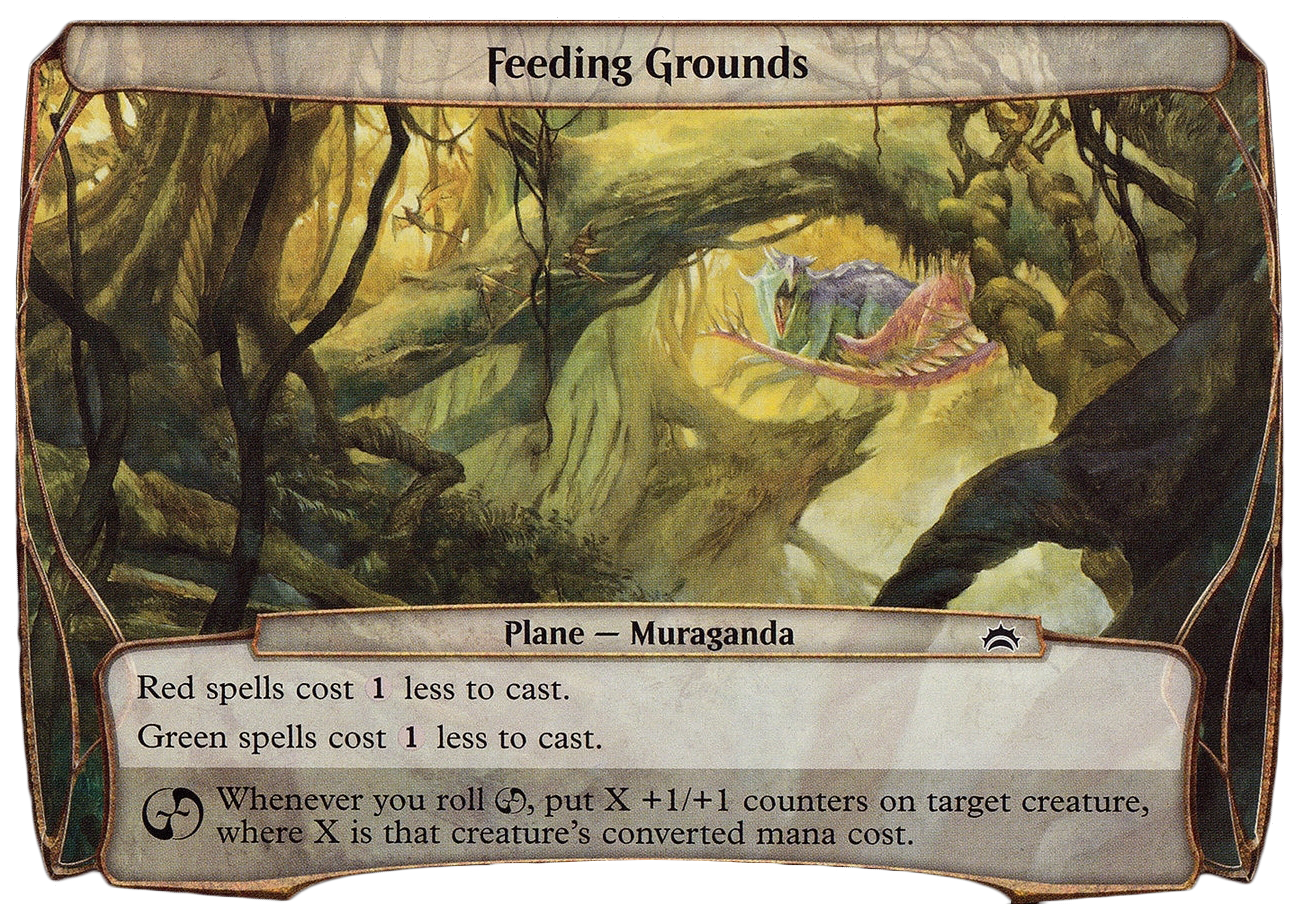 Feeding Grounds
Plane — Muraganda
Red spells cost 1 less to cast.
Green spells cost 1 less to cast.
Whenever you roll , put X +1/+1 counters on target creature,
where X is that creature's converted mana cost.